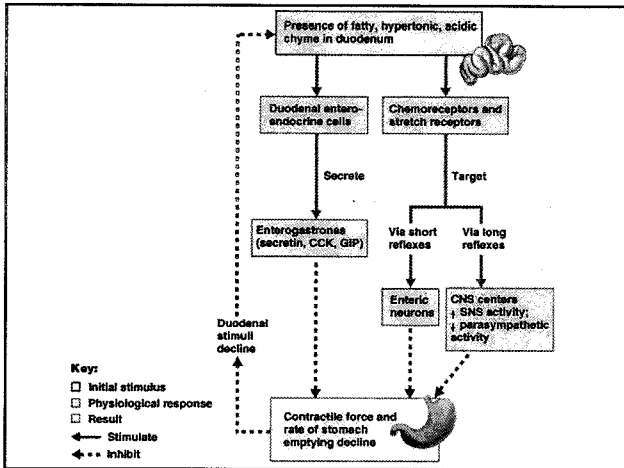 Presence of fatty, hypertonic, acidic
chyme in duodenum
Duodenal entero-
endocrine cells
Chemoreceptors and
stretch receptors
Secrete
Target
Enterogastrones
(secretin, CCK, GIP)
Via short
reflexes
Via long
reflexes
Enteric
neurons
CNS centers
↑ SNS activity;
↓ parasympathetic
activity
Duodenal
stimuli
decline
Contractile force and
rate of stomach
emptying decline
Key:
Initial stimulus
Physiological response
Result
Stimulate
Inhibit